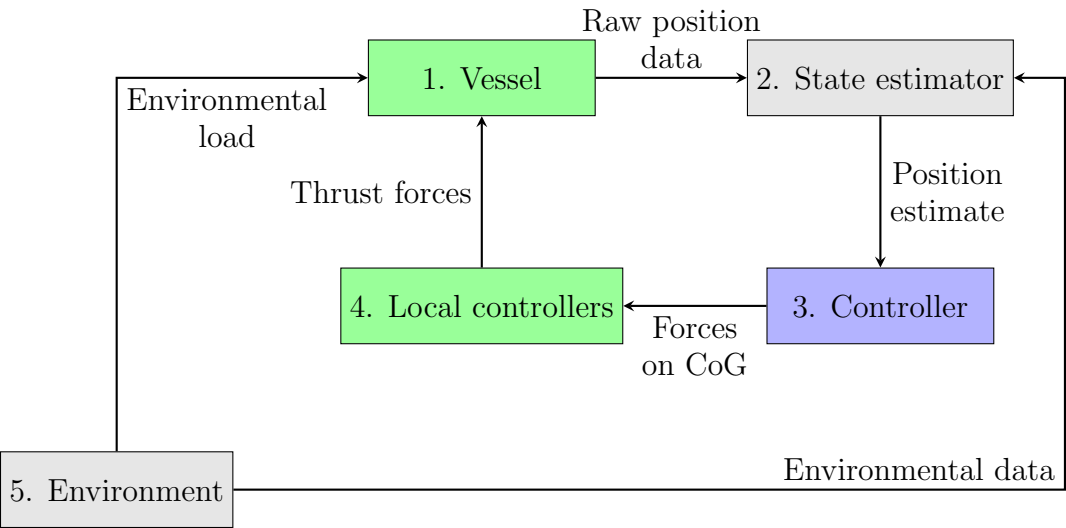 Raw position
data
1. Vessel
2. State estimator
Environmental
load
Thrust forces
Position
estimate
4. Local controllers
3. Controller
Forces
on CoG
Environmental data
5. Environment